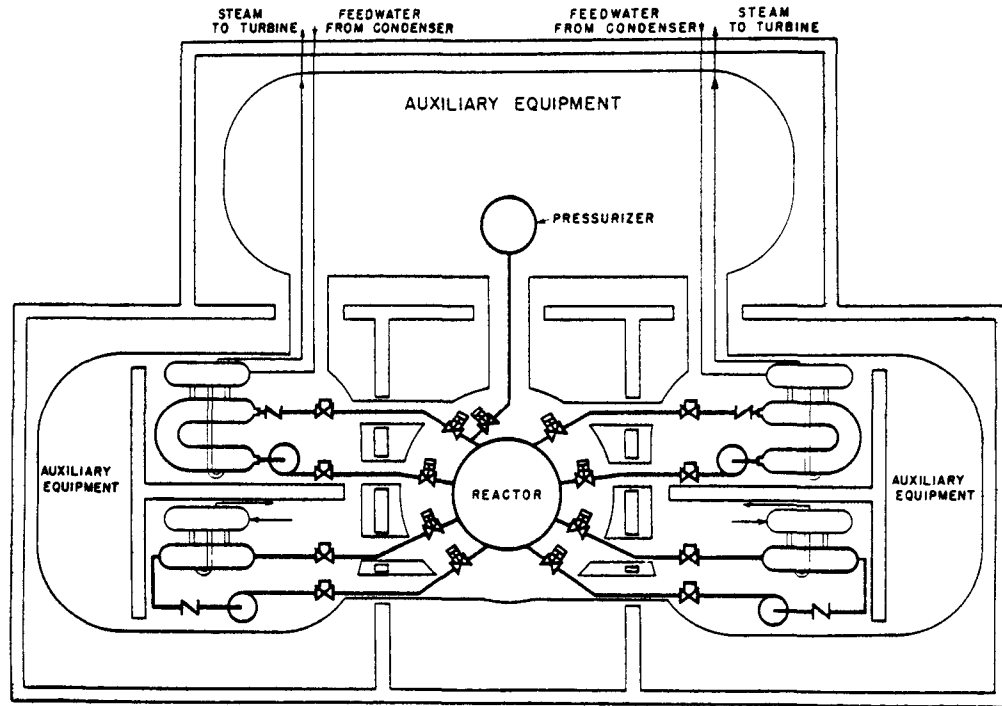 STEAM
TO TURBINE
FEEDWATER
FROM CONDENSER
FEEDWATER
FROM CONDENSER
STEAM
TO TURBINE
AUXILIARY EQUIPMENT
PRESSURIZER
AUXILIARY
EQUIPMENT
REACTOR
AUXILIARY
EQUIPMENT